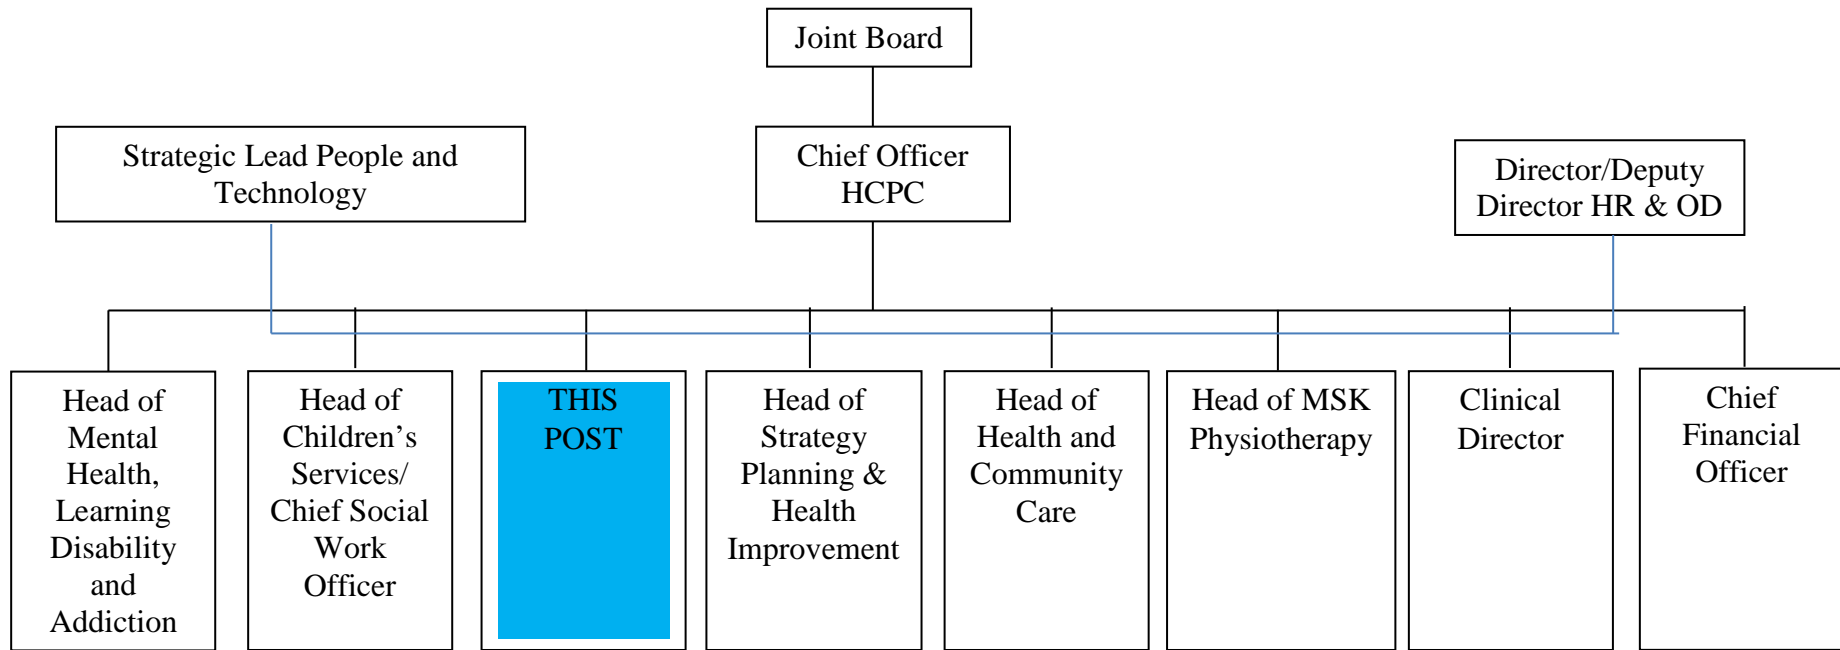 Joint Board
Strategic Lead People and
Technology
Chief Officer
HCPC
Director/Deputy
Director HR & OD
Head of
Mental
Health,
Learning
Disability
and
Addiction
Head of
Children’s
Services/
Chief Social
Work
Officer
THIS
POST
Head of
Strategy
Planning &
Health
Improvement
Head of
Health and
Community
Care
Head of MSK
Physiotherapy
Clinical
Director
Chief
Financial
Officer